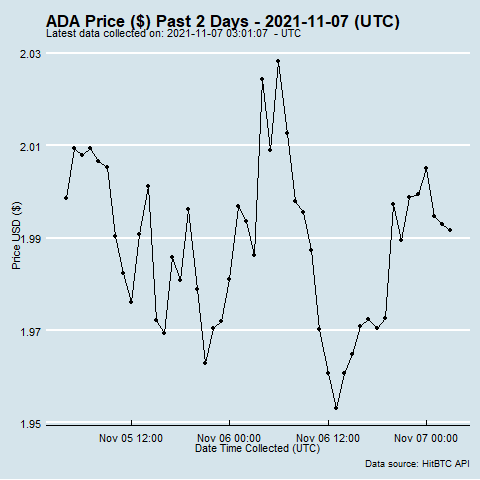 ADA Price ($) Past 2 Days - 2021-11-07 (UTC)
Latest data collected on: 2021-11-07 03:01:07 - UTC
Price USD ($)
2.03
2.01
1.99
1.97
1.95
Nov 05 12:00 Nov 06 00:00 Nov 06 12:00 Nov 07 00:00
Date Time Collected (UTC)
Data source: HitBTC API